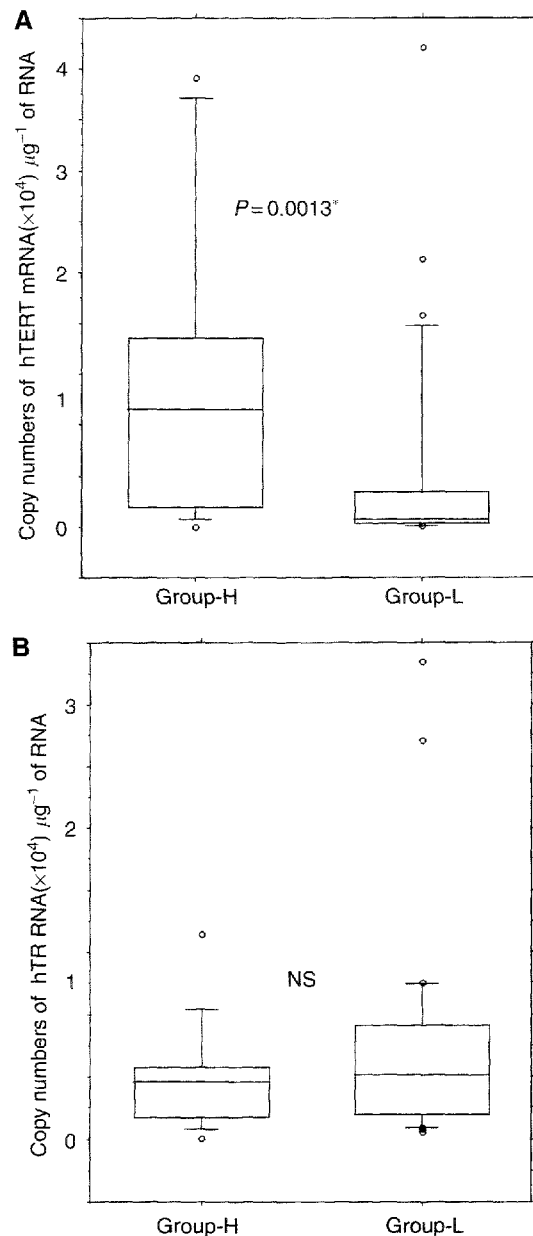 A
Copy numbers of hTERT mRNA(×10⁴) μg⁻¹ of RNA
4
3
2
1
0
P=0.0013*
Group-H Group-L
B
Copy numbers of hTR RNA(×10⁴) μg⁻¹ of RNA
3
2
1
0
NS
Group-H Group-L